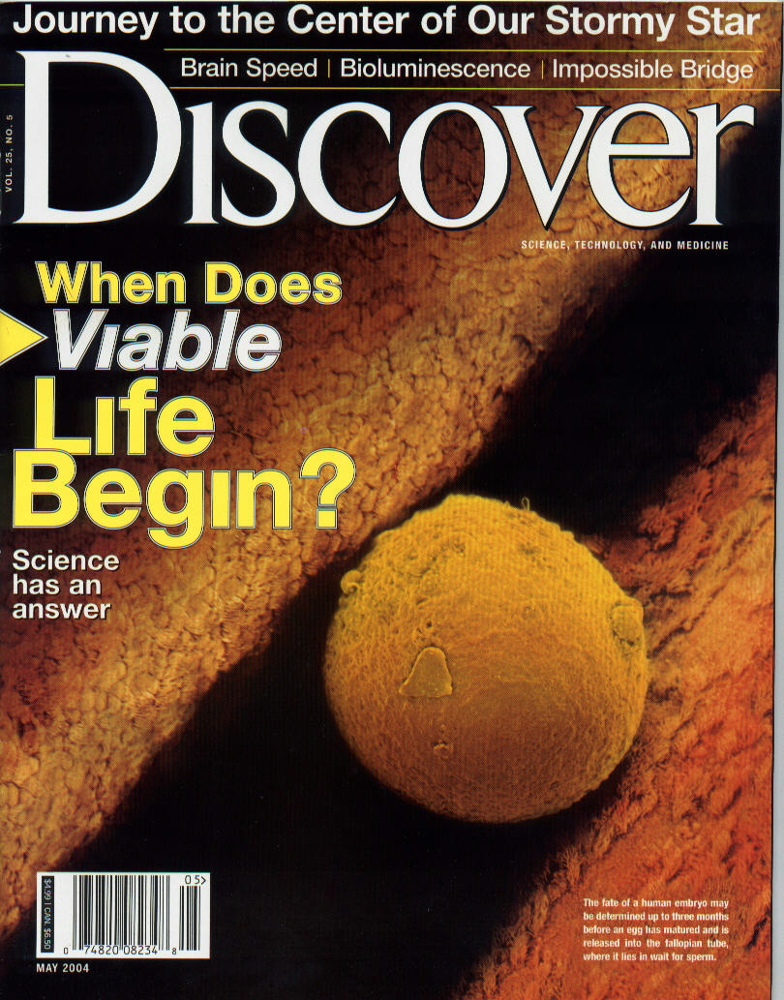 Journey to the Center of Our Stormy Star
Brain Speed | Bioluminescence | Impossible Bridge
VOL. 25, NO. 5
Discover
SCIENCE, TECHNOLOGY, AND MEDICINE
When Does
Viable
Life
Begin?
Science
has an
answer
$4.99 | CAN. $6.50
05>
0 74820 08234 8
MAY 2004
The fate of a human embryo may
be determined up to three months
before an egg has matured and is
released into the fallopian tube,
where it lies in wait for sperm.